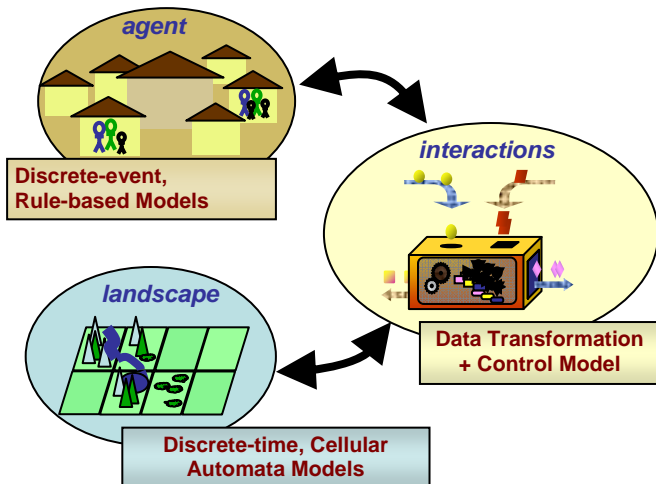 agent
Discrete-event,
Rule-based Models
interactions
Data Transformation
+ Control Model
landscape
Discrete-time, Cellular
Automata Models